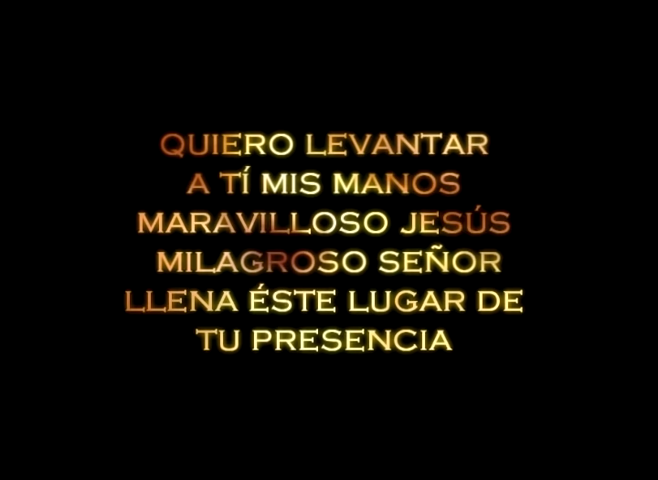 QUIERO LEVANTAR
A TÍ MIS MANOS
MARAVILLOSO JESÚS
MILAGROSO SEÑOR
LLENA ÉSTE LUGAR DE
TU PRESENCIA